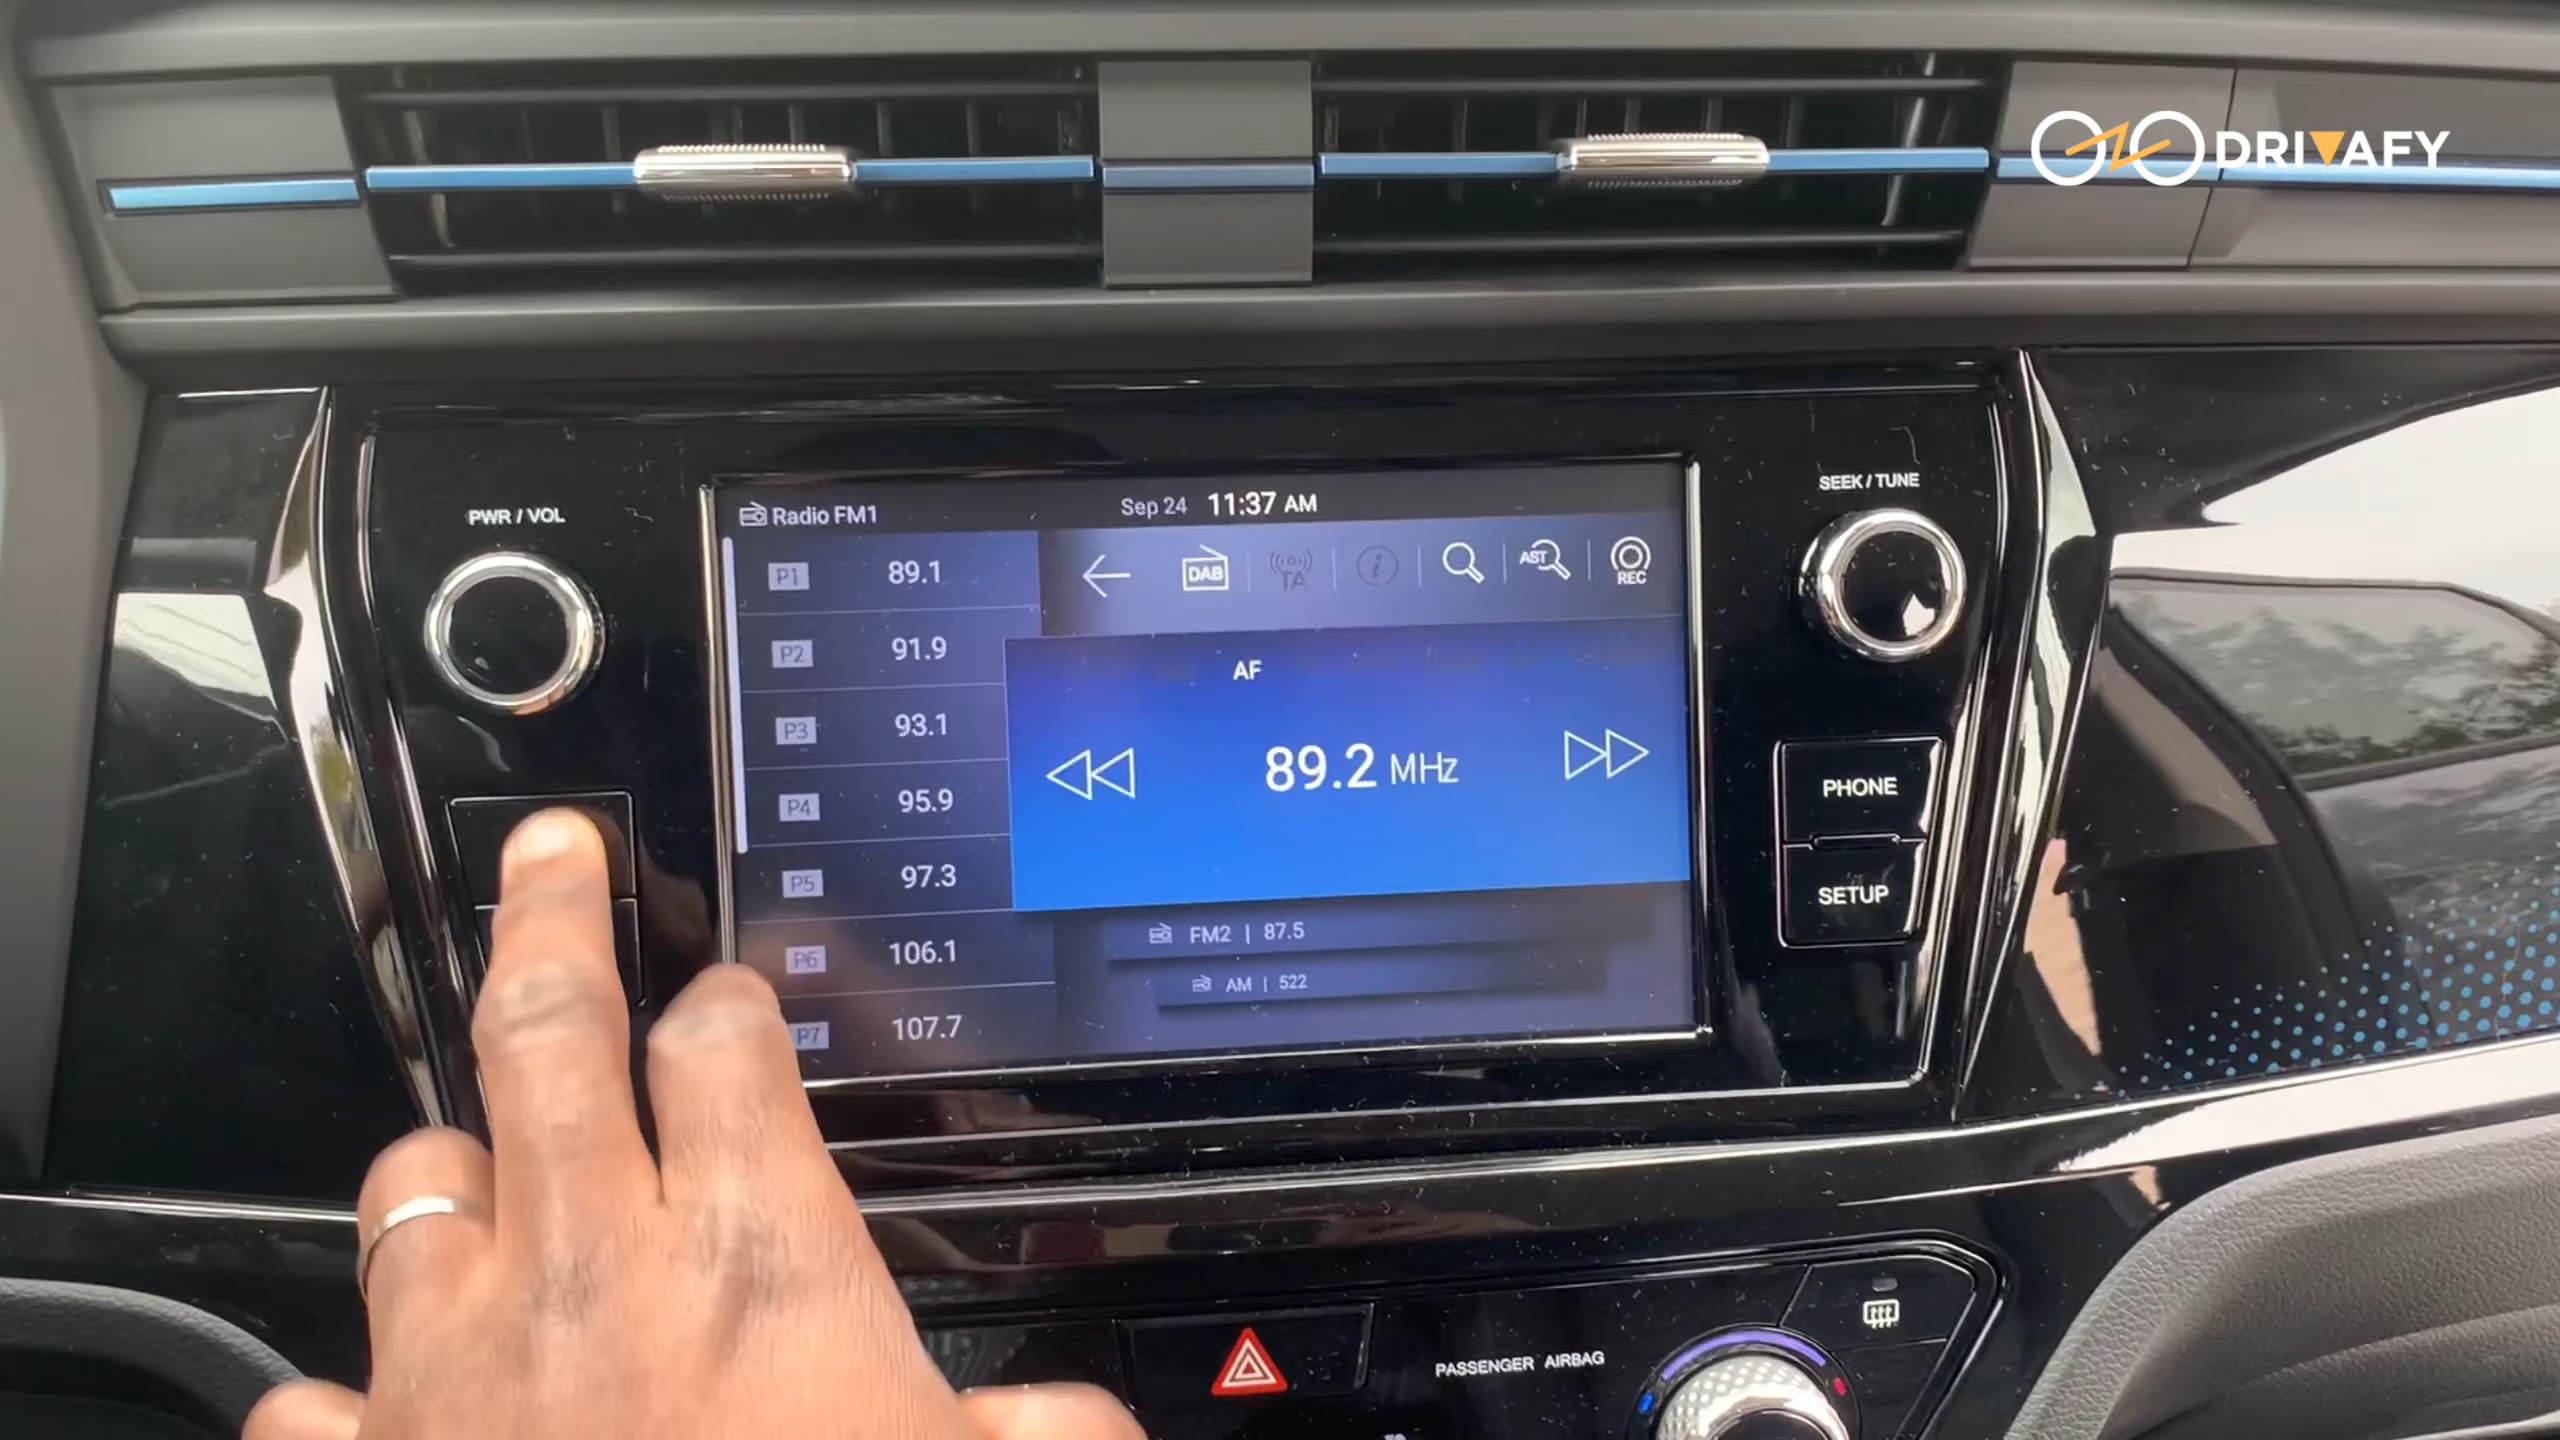 DRIVAFY
PWR / VOL
SEEK / TUNE
Radio FM1
Sep 24 11:37 AM
P1 89.1
P2 91.9
P3 93.1
P4 95.9
P5 97.3
P6 106.1
P7 107.7
DAB
TA
i
AST
REC
AF
89.2 MHz
FM2 | 87.5
AM | 522
PHONE
SETUP
PASSENGER AIRBAG